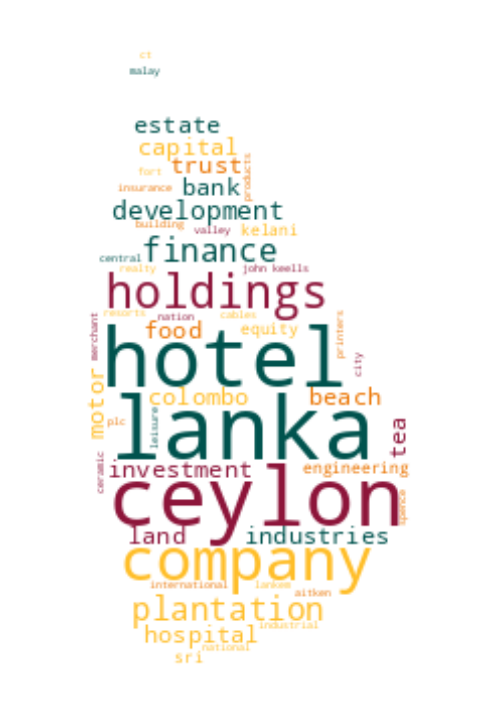 ct
malay
estate
capital
trust
products
fort
bank
insurance
development
building
valley
kelani
finance
central
realty
john keells
holdings
resorts
nation
cables
merchant
food
equity
printers
hotel
city
motor
colombo
beach
plc
leisure
lanka
tea
ceramic
investment
engineering
ceylon
spence
land
industries
company
international
lankem
aitken
plantation
industrial
hospital
national
sri